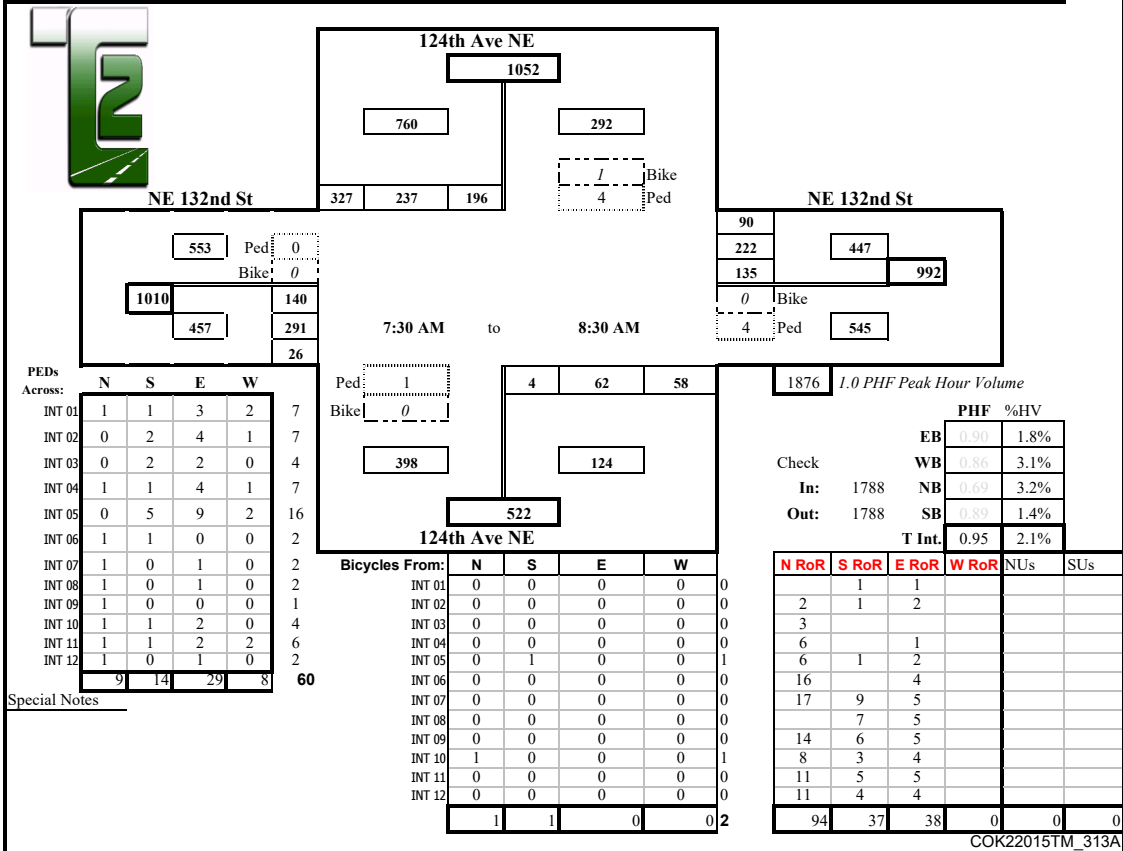 T2
124th Ave NE
1052
760 292
1 Bike
NE 132nd St 327 237 196 4 Ped NE 132nd St
90
553 Ped 0 222 447
Bike 0 135 992
1010 140 0 Bike
457 291 7:30 AM to 8:30 AM 4 Ped 545
26
PEDs Across: N S E W Ped 1 4 62 58 1876 1.0 PHF Peak Hour Volume
INT 01 1 1 3 2 7 Bike 0 PHF %HV
INT 02 0 2 4 1 7 EB 0.90 1.8%
INT 03 0 2 2 0 4 398 124 Check WB 0.86 3.1%
INT 04 1 1 4 1 7 In: 1788 NB 0.69 3.2%
INT 05 0 5 9 2 16 522 Out: 1788 SB 0.89 1.4%
INT 06 1 1 0 0 2 124th Ave NE T Int. 0.95 2.1%
INT 07 1 0 1 0 2 Bicycles From: N S E W N RoR S RoR E RoR W RoR NUs SUs
INT 08 1 0 1 0 2 INT 01 0 0 0 0 0 1 1
INT 09 1 0 0 0 1 INT 02 0 0 0 0 0 2 1 2
INT 10 1 1 2 0 4 INT 03 0 0 0 0 0 3
INT 11 1 1 2 2 6 INT 04 0 0 0 0 0 6 1
INT 12 1 0 1 0 2 INT 05 0 1 0 0 1 6 1 2
9 14 29 8 60 INT 06 0 0 0 0 0 16 4
Special Notes INT 07 0 0 0 0 0 17 9 5
INT 08 0 0 0 0 0 7 5
INT 09 0 0 0 0 0 14 6 5
INT 10 1 0 0 0 1 8 3 4
INT 11 0 0 0 0 0 11 5 5
INT 12 0 0 0 0 0 11 4 4
1 1 0 0 2 94 37 38 0 0 0
COK22015TM_313A